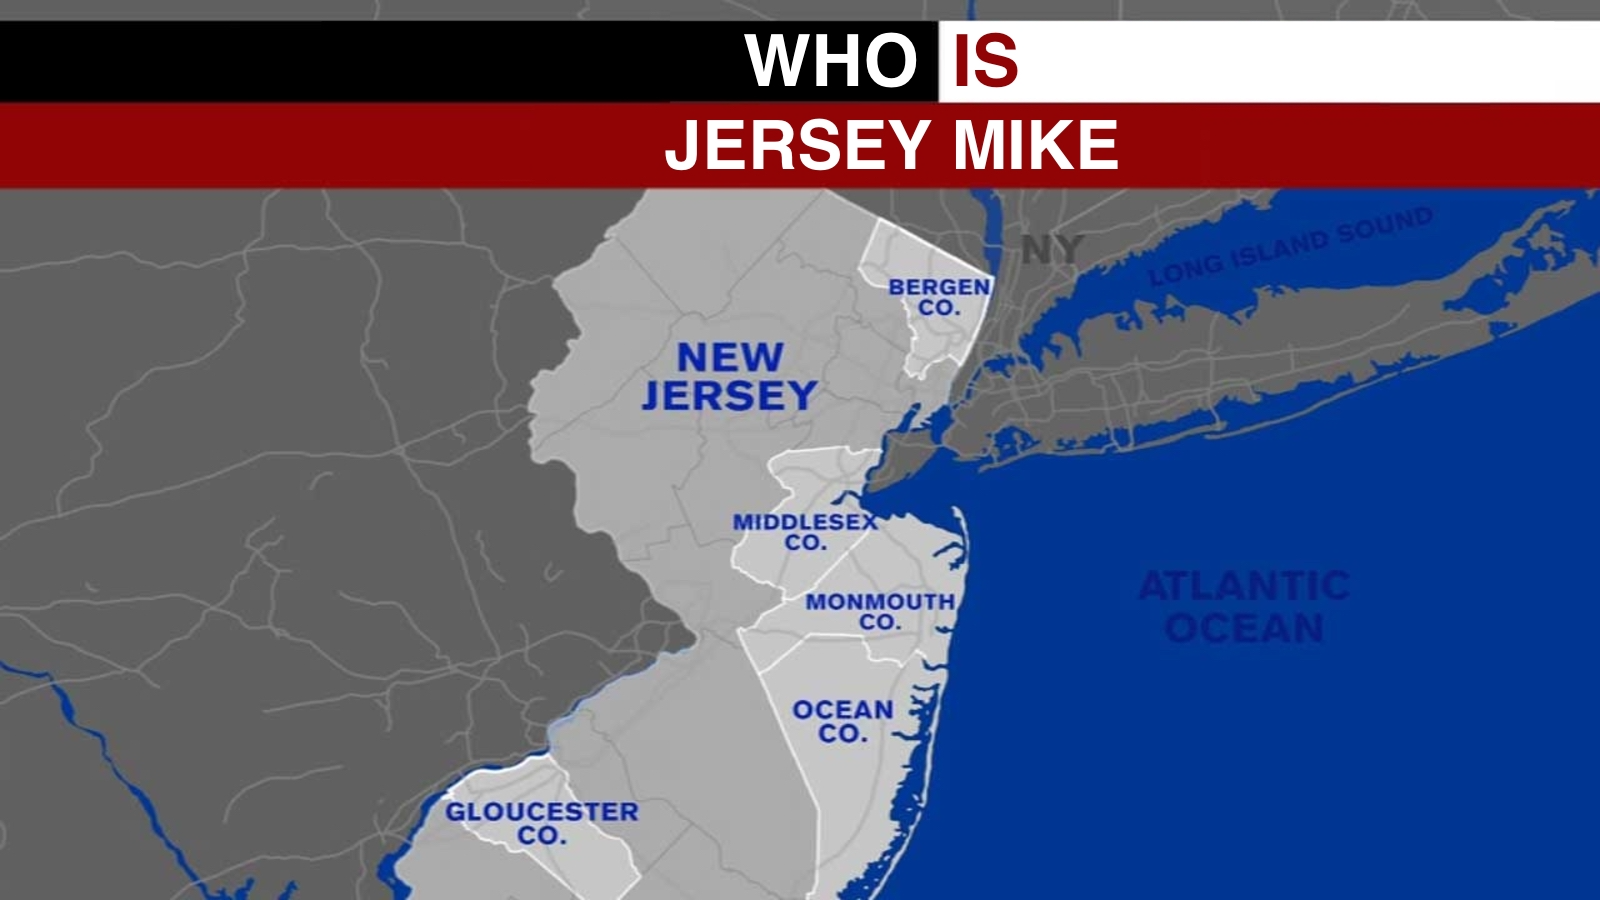 WHO IS
JERSEY MIKE
NY
LONG ISLAND SOUND
BERGEN
CO.
NEW
JERSEY
MIDDLESEX
CO.
ATLANTIC
OCEAN
MONMOUTH
CO.
OCEAN
CO.
GLOUCESTER
CO.